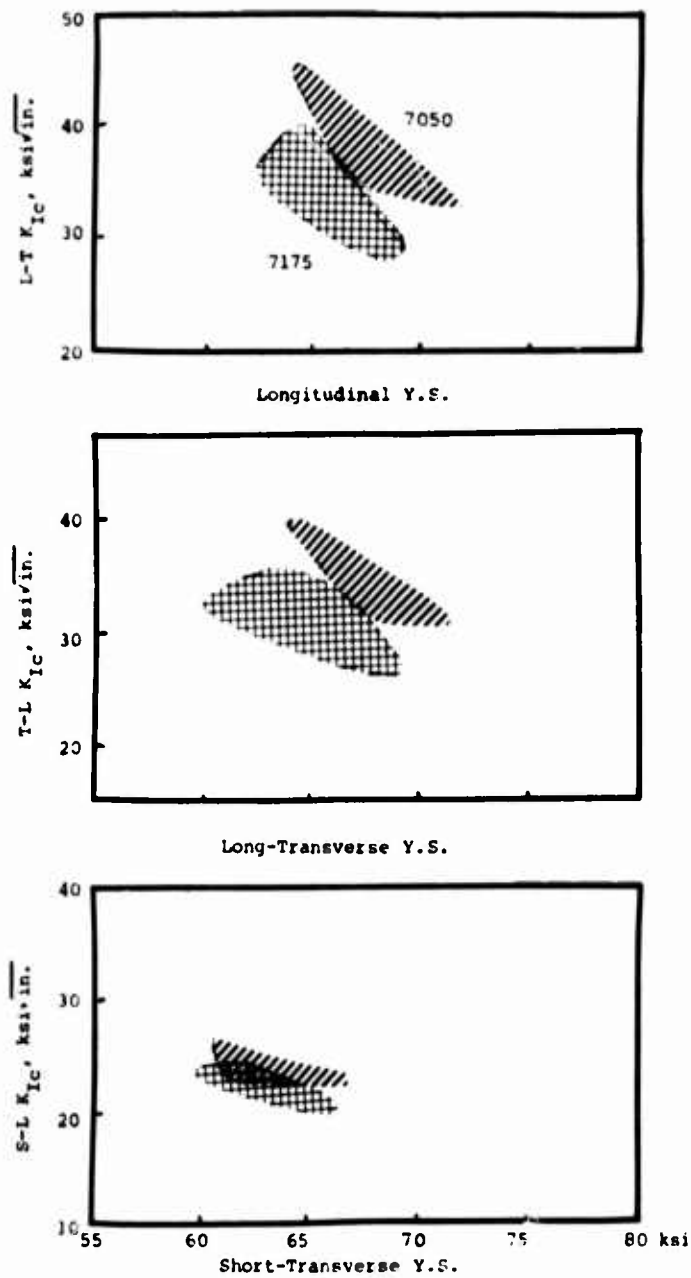 50
40
30
20
L-T K_Ic, ksi√in.
7050
7175
Longitudinal Y.S.
40
30
20
T-L K_Ic, ksi√in.
Long-Transverse Y.S.
40
30
20
10
S-L K_Ic, ksi√in.
55 60 65 70 75 80 ksi
Short-Transverse Y.S.